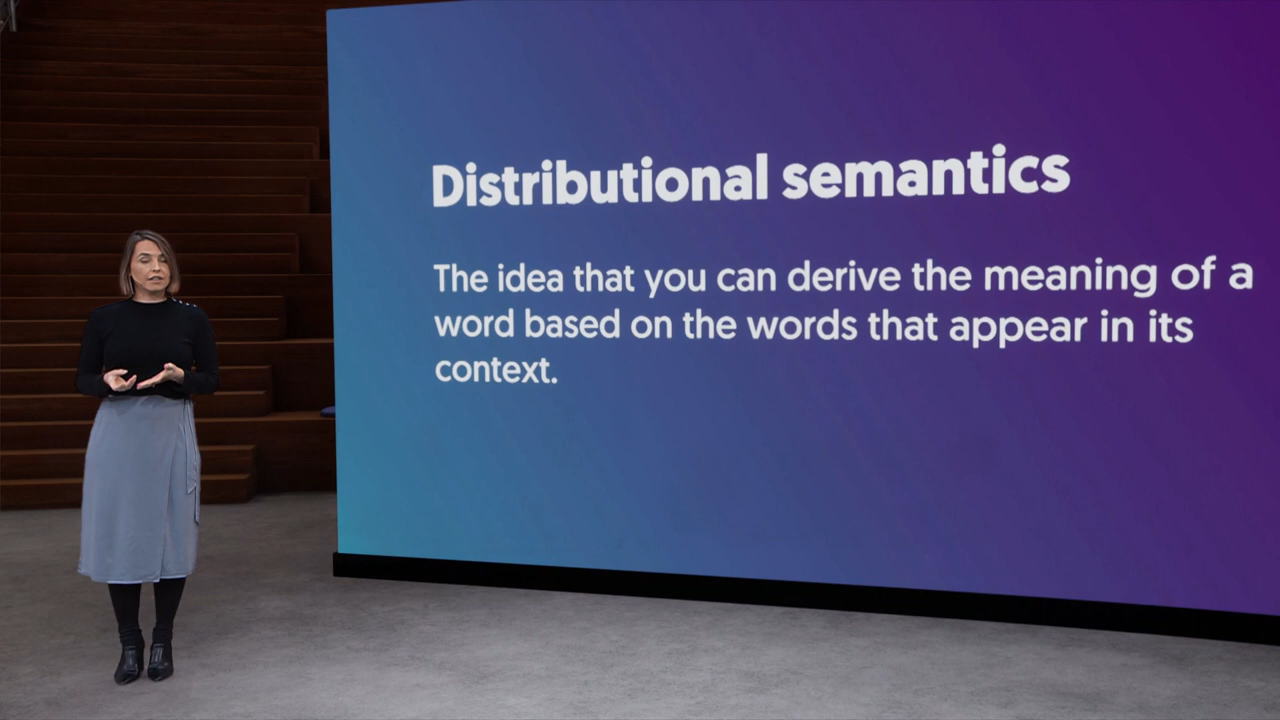 Distributional semantics
The idea that you can derive the meaning of a
word based on the words that appear in its
context.